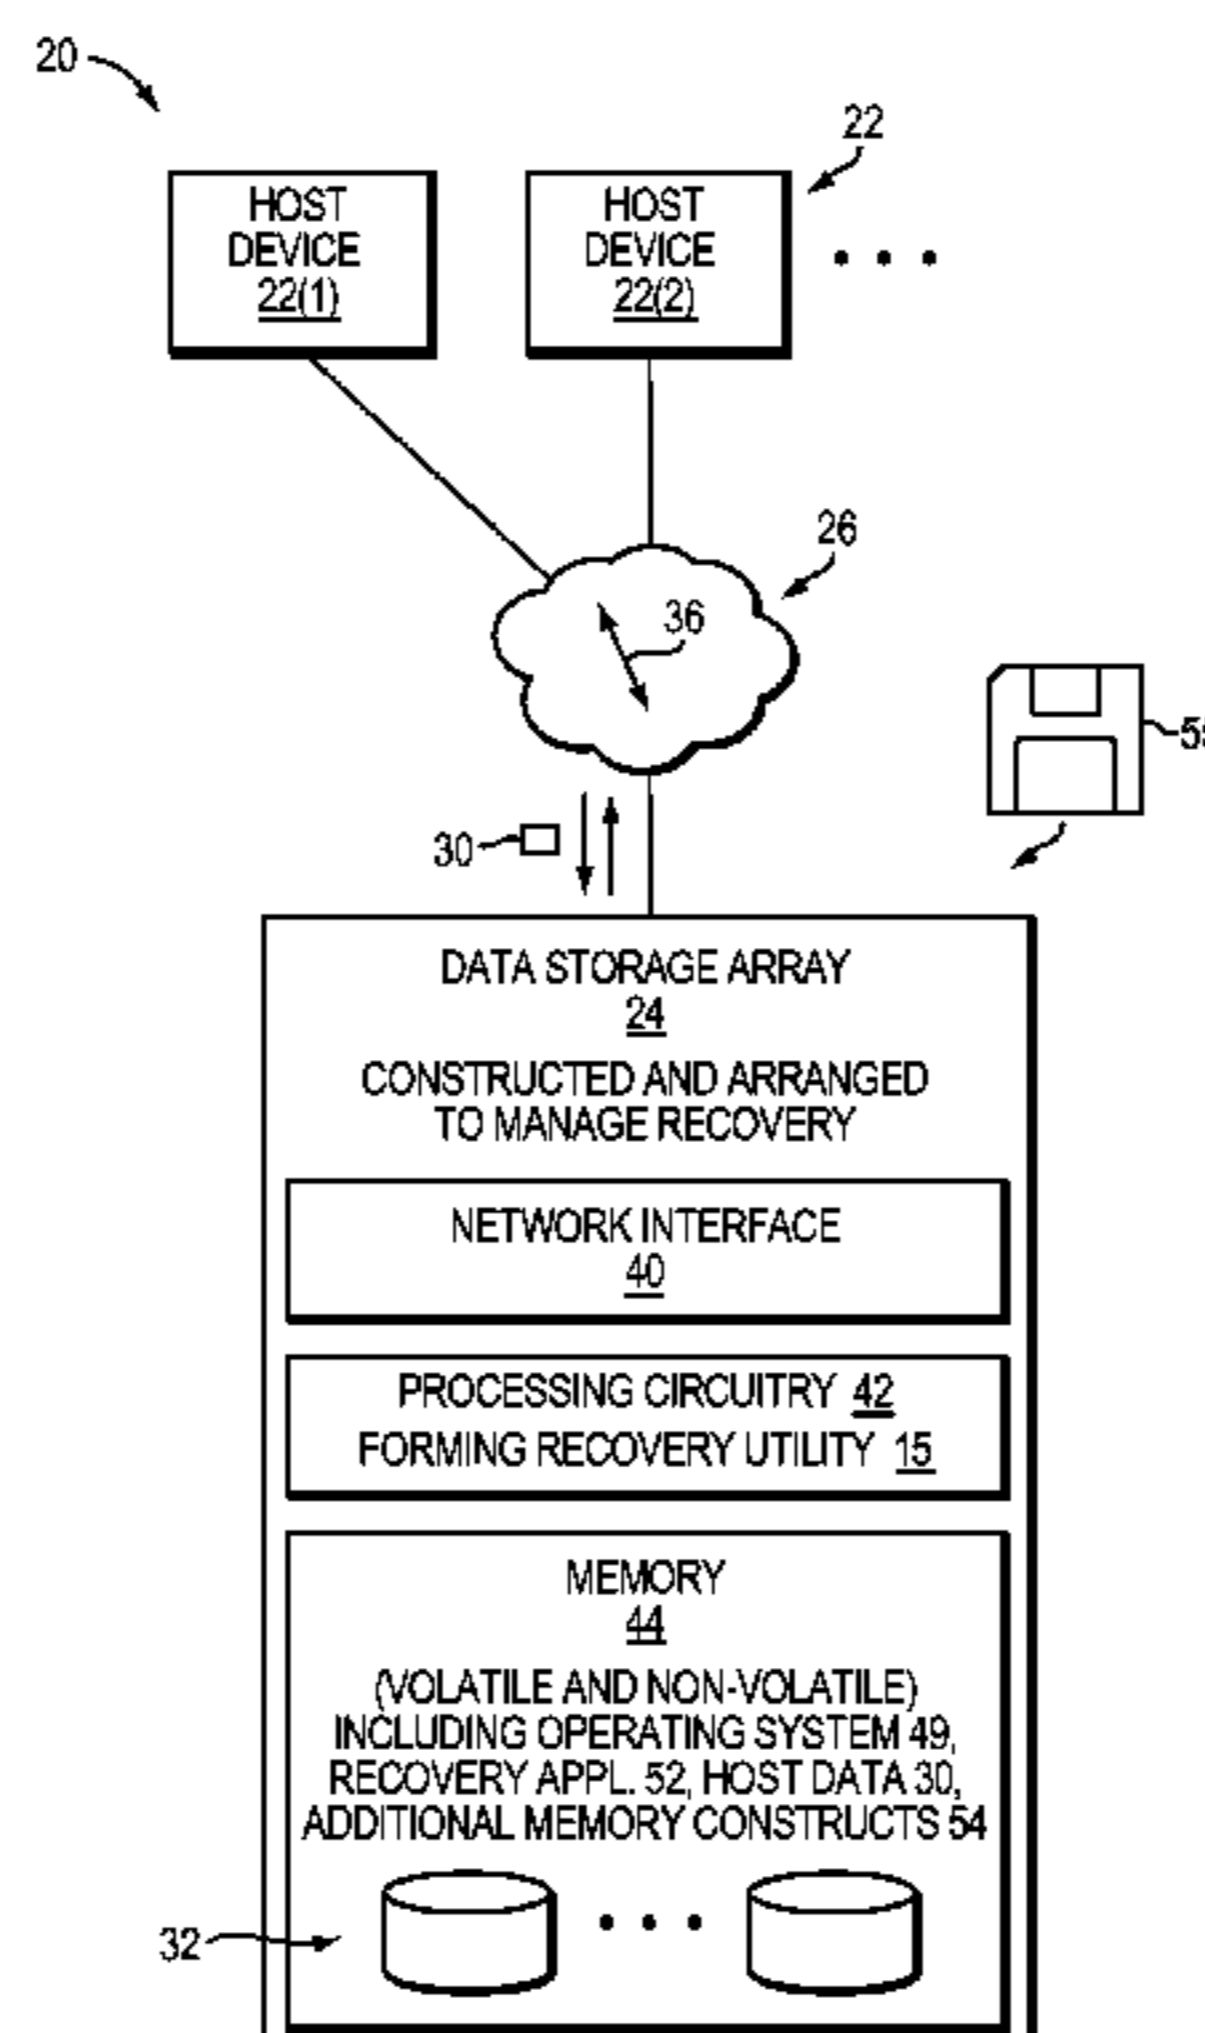 20
22
HOST
DEVICE
22(1)
HOST
DEVICE
22(2)
26
36
30
DATA STORAGE ARRAY
24
CONSTRUCTED AND ARRANGED
TO MANAGE RECOVERY
NETWORK INTERFACE
40
PROCESSING CIRCUITRY 42
FORMING RECOVERY UTILITY 15
MEMORY
44
(VOLATILE AND NON-VOLATILE)
INCLUDING OPERATING SYSTEM 49,
RECOVERY APPL. 52, HOST DATA 30,
ADDITIONAL MEMORY CONSTRUCTS 54
32